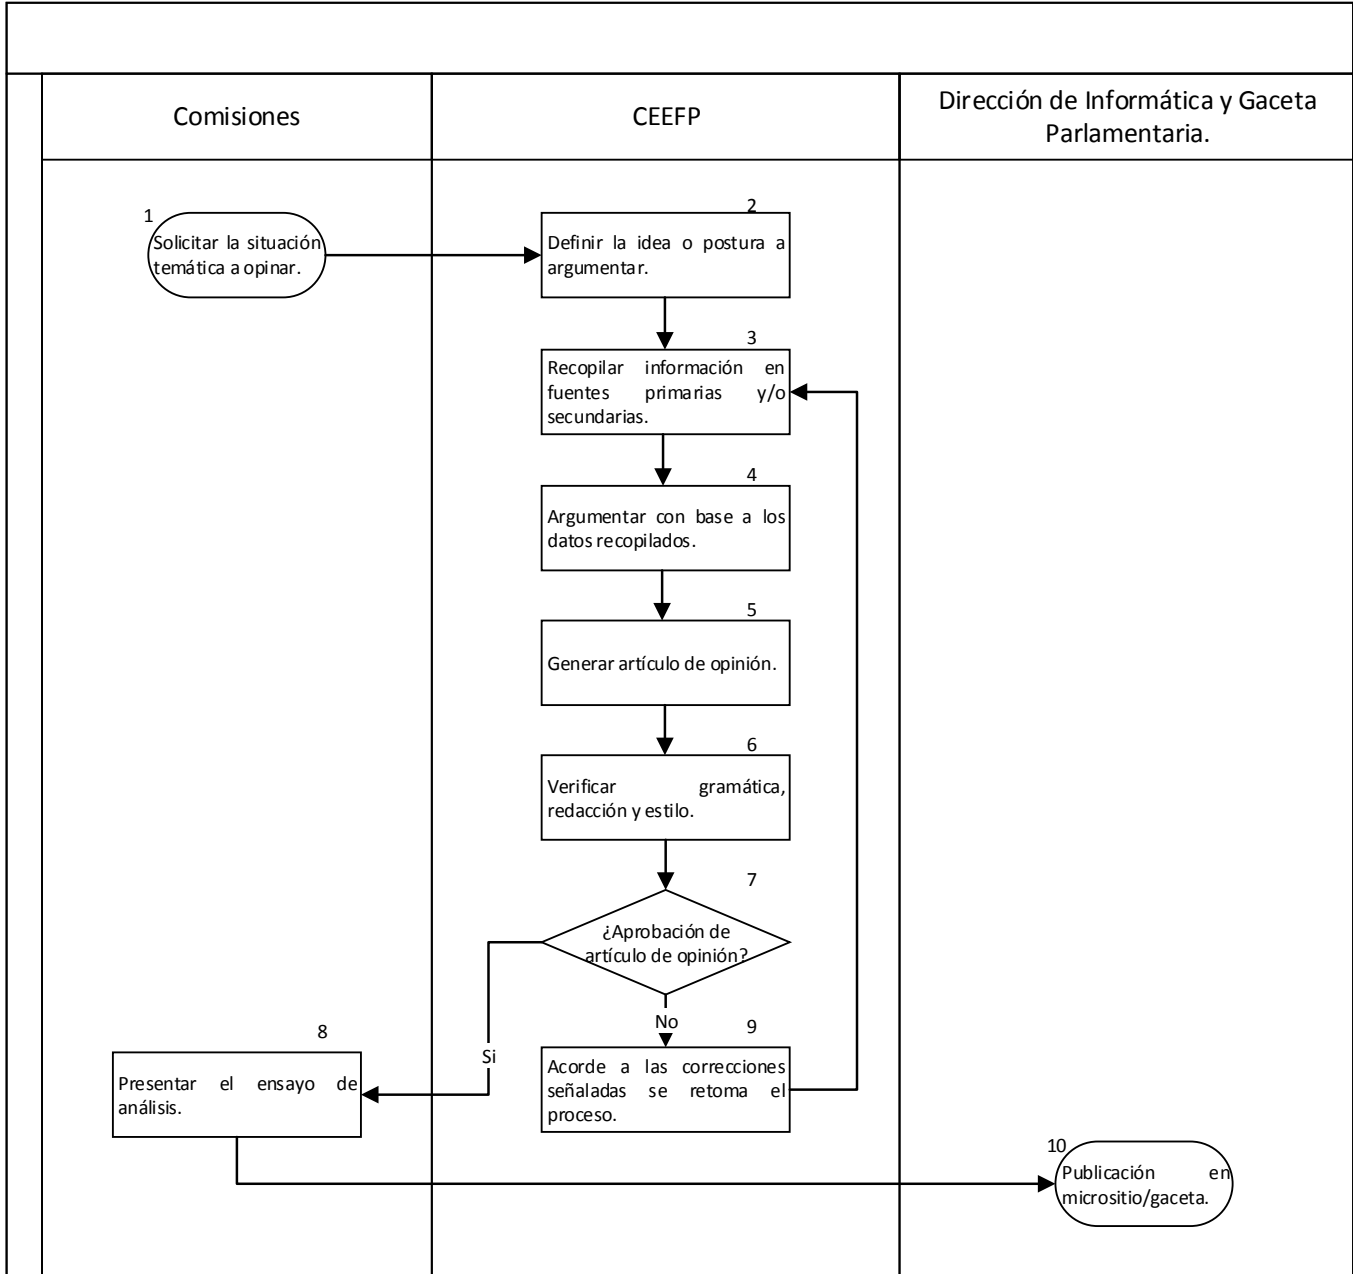 Comisiones
CEEFP
Dirección de Informática y Gaceta
Parlamentaria.
1
Solicitar la situación
temática a opinar.
2
Definir la idea o postura a
argumentar.
3
Recopilar información en
fuentes primarias y/o
secundarias.
4
Argumentar con base a los
datos recopilados.
5
Generar artículo de opinión.
6
Verificar gramática,
redacción y estilo.
7
¿Aprobación de
artículo de opinión?
No
Si
8
Presentar el ensayo de
análisis.
9
Acorde a las correcciones
señaladas se retoma el
proceso.
10
Publicación en
micrositio/gaceta.